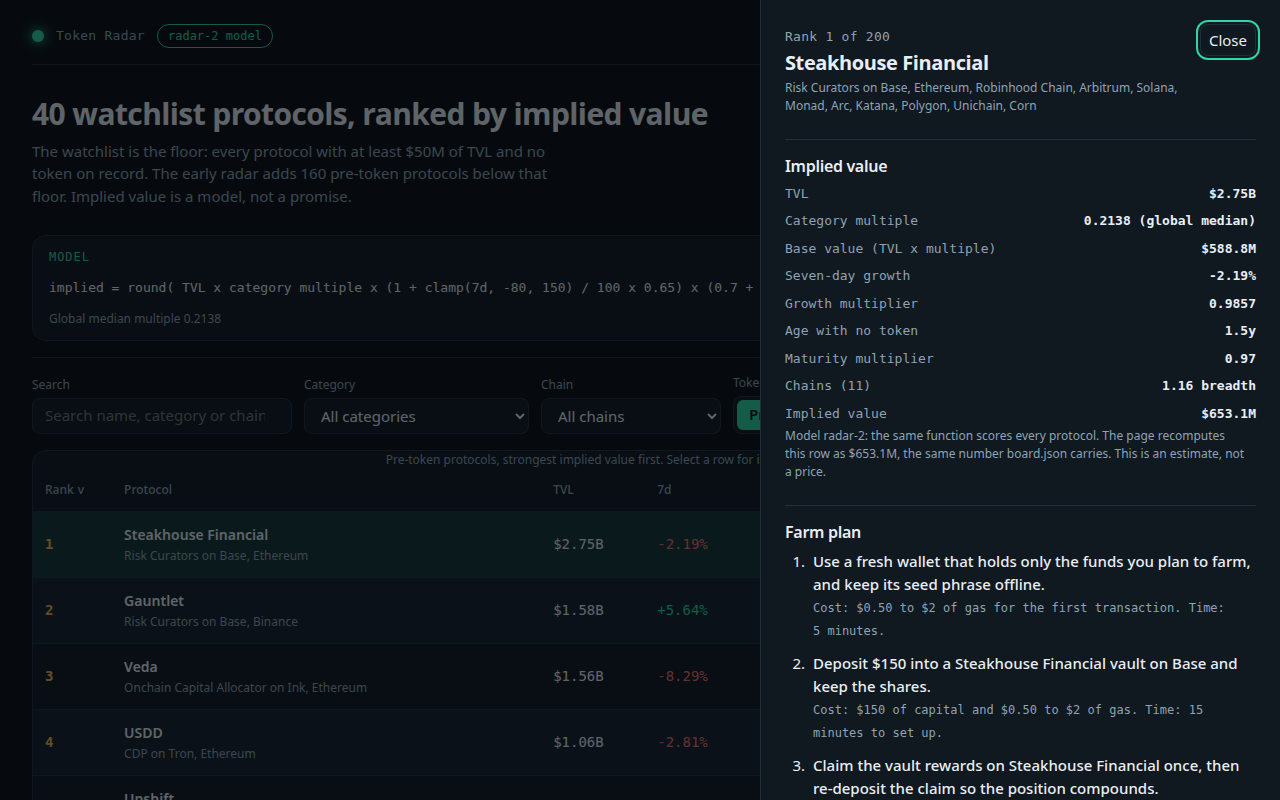 Token Radar
radar-2 model
40 watchlist protocols, ranked by implied value
The watchlist is the floor: every protocol with at least $50M of TVL and no
token on record. The early radar adds 160 pre-token protocols below that
floor. Implied value is a model, not a promise.
MODEL
implied = round( TVL x category multiple x (1 + clamp(7d, -80, 150) / 100 x 0.65) x (0.7 +
Global median multiple 0.2138
Search
Category
Chain
Search name, category or chain
All categories
All chains
Pre-token protocols, strongest implied value first. Select a row for
Rank v
Protocol
TVL
7d
1
Steakhouse Financial
Risk Curators on Base, Ethereum
$2.75B
-2.19%
2
Gauntlet
Risk Curators on Base, Binance
$1.58B
+5.64%
3
Veda
Onchain Capital Allocator on Ink, Ethereum
$1.56B
-8.29%
4
USDD
CDP on Tron, Ethereum
$1.06B
-2.81%
Upshift
Rank 1 of 200
Close
Steakhouse Financial
Risk Curators on Base, Ethereum, Robinhood Chain, Arbitrum, Solana,
Monad, Arc, Katana, Polygon, Unichain, Corn
Implied value
TVL
$2.75B
Category multiple
0.2138 (global median)
Base value (TVL x multiple)
$588.8M
Seven-day growth
-2.19%
Growth multiplier
0.9857
Age with no token
1.5y
Maturity multiplier
0.97
Chains (11)
1.16 breadth
Implied value
$653.1M
Model radar-2: the same function scores every protocol. The page recomputes
this row as $653.1M, the same number board.json carries. This is an estimate, not
a price.
Farm plan
1. Use a fresh wallet that holds only the funds you plan to farm,
and keep its seed phrase offline.
Cost: $0.50 to $2 of gas for the first transaction. Time:
5 minutes.
2. Deposit $150 into a Steakhouse Financial vault on Base and
keep the shares.
Cost: $150 of capital and $0.50 to $2 of gas. Time: 15
minutes to set up.
3. Claim the vault rewards on Steakhouse Financial once, then
re-deposit the claim so the position compounds.